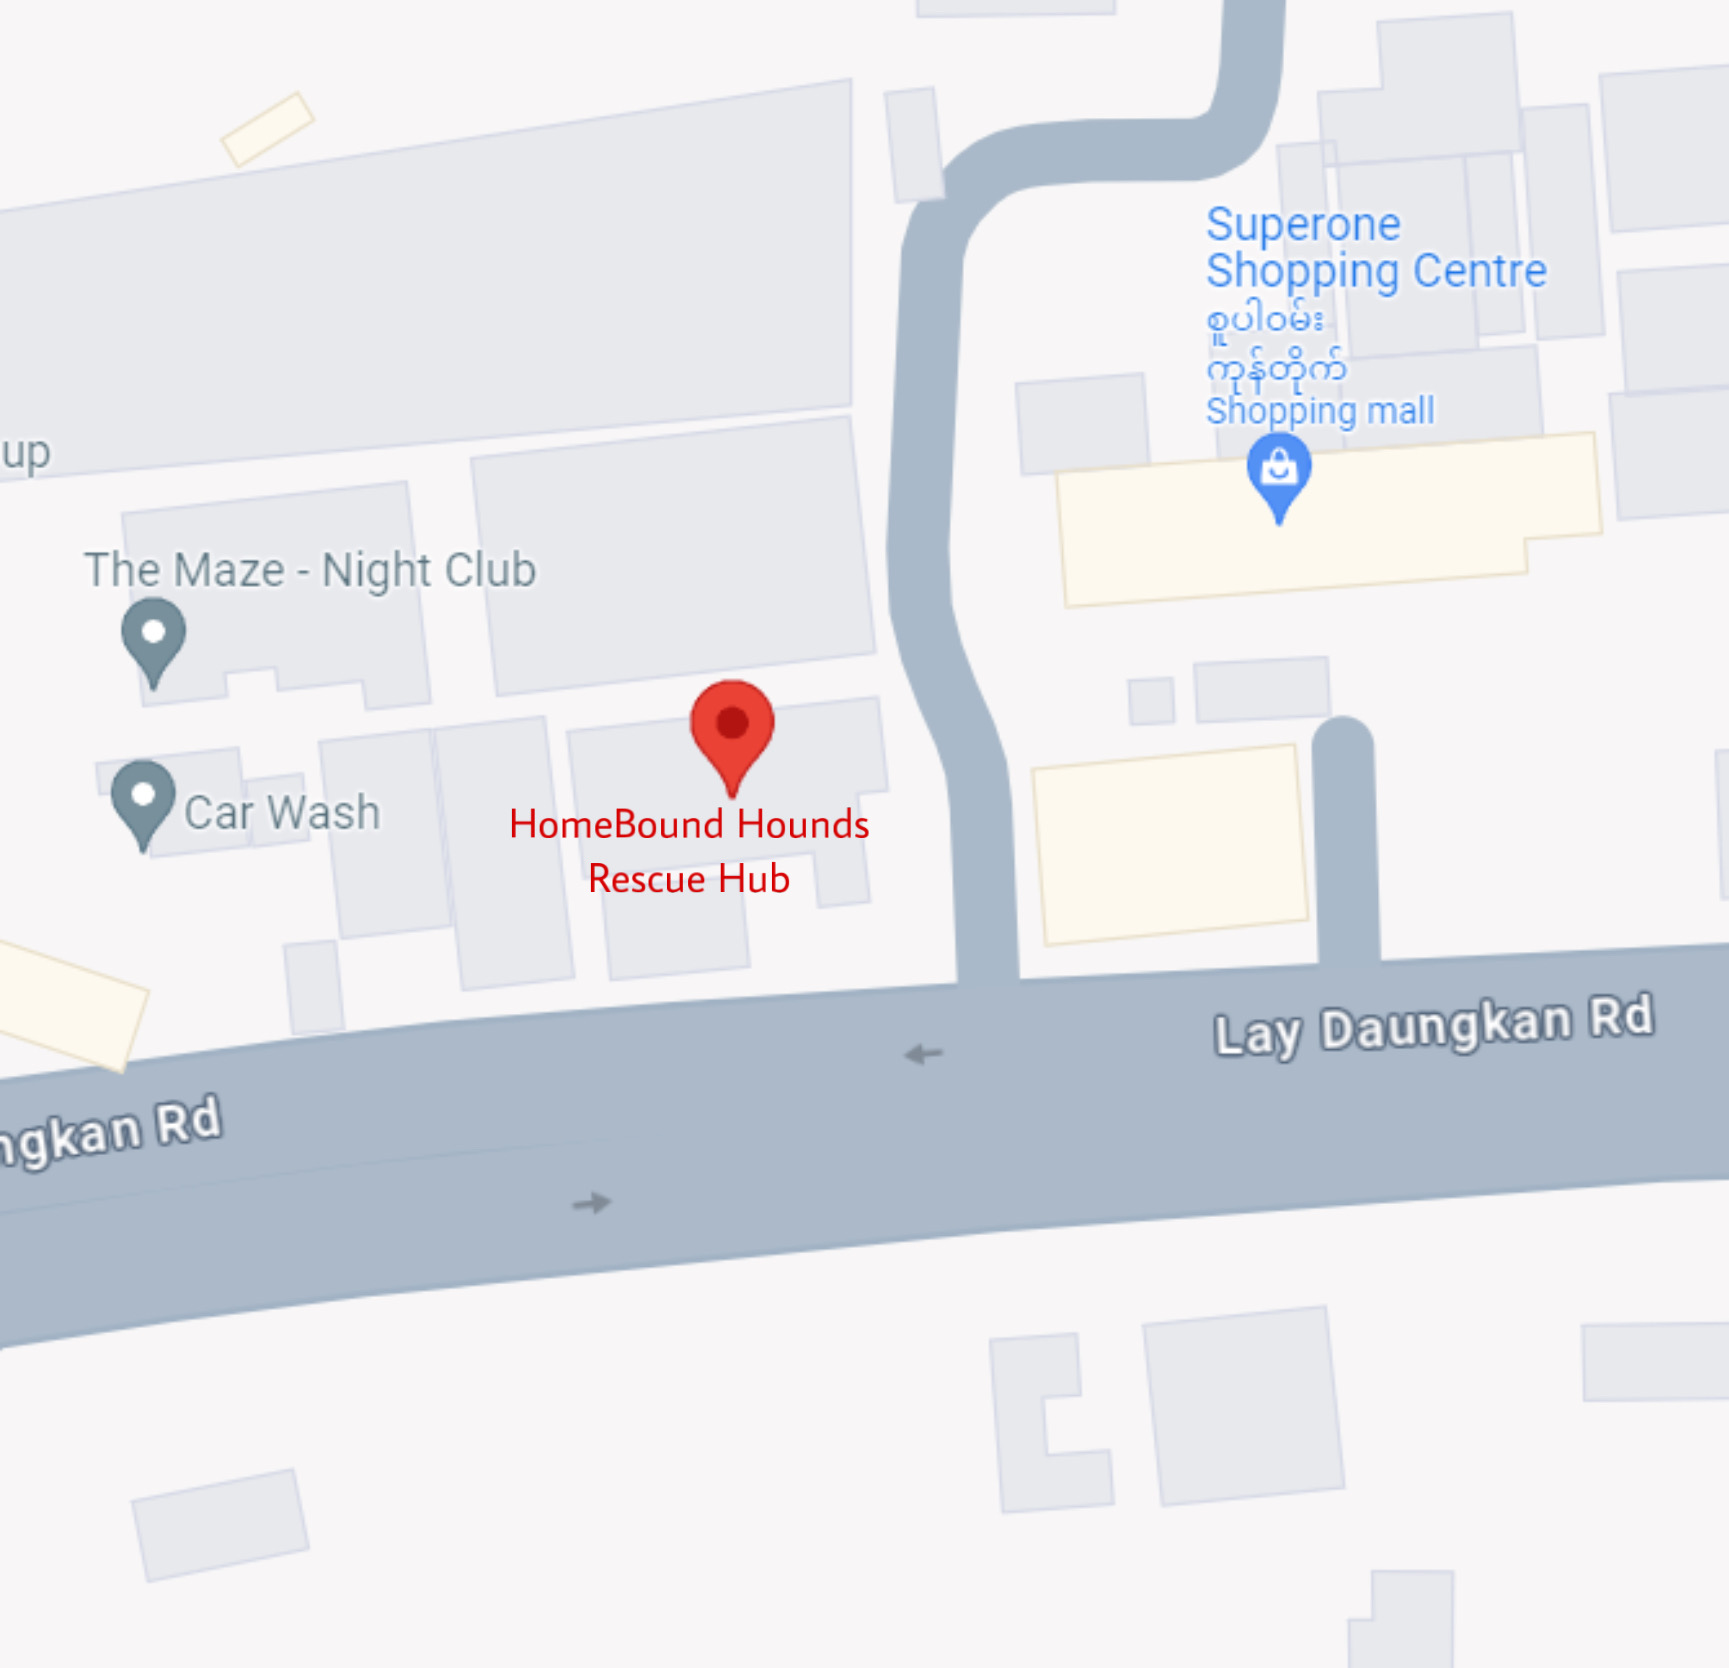 Superone
Shopping Centre
စူပါဝမ်း
ကုန်တိုက်
Shopping mall
up
The Maze - Night Club
Car Wash
HomeBound Hounds
Rescue Hub
Lay Daungkan Rd
ngkan Rd